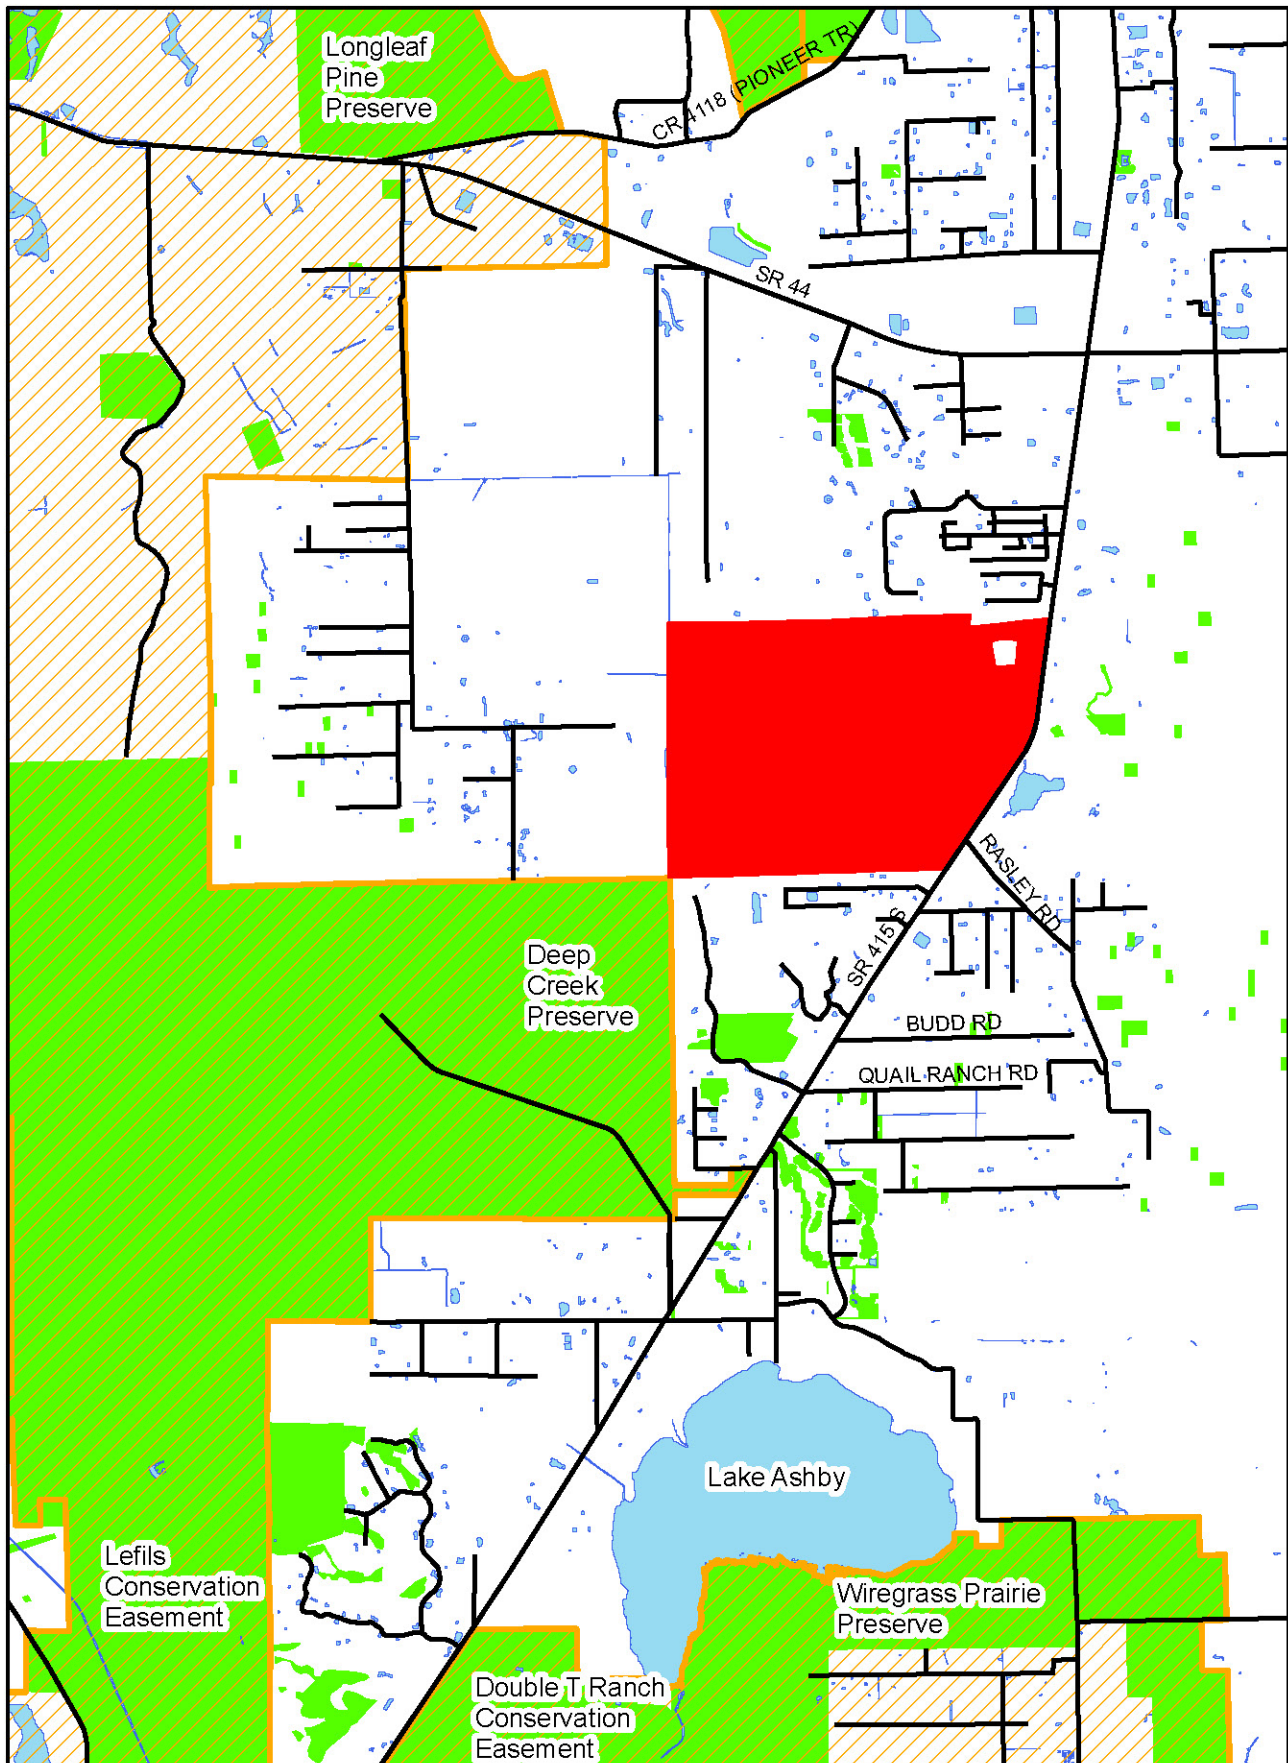 Longleaf
Pine
Preserve
CR 4118 (PIONEER TR)
SR 44
RASLEY RD
SR 415 S
Deep
Creek
Preserve
BUDD RD
QUAIL RANCH RD
Lake Ashby
Lefils
Conservation
Easement
Wiregrass Prairie
Preserve
Double T Ranch
Conservation
Easement